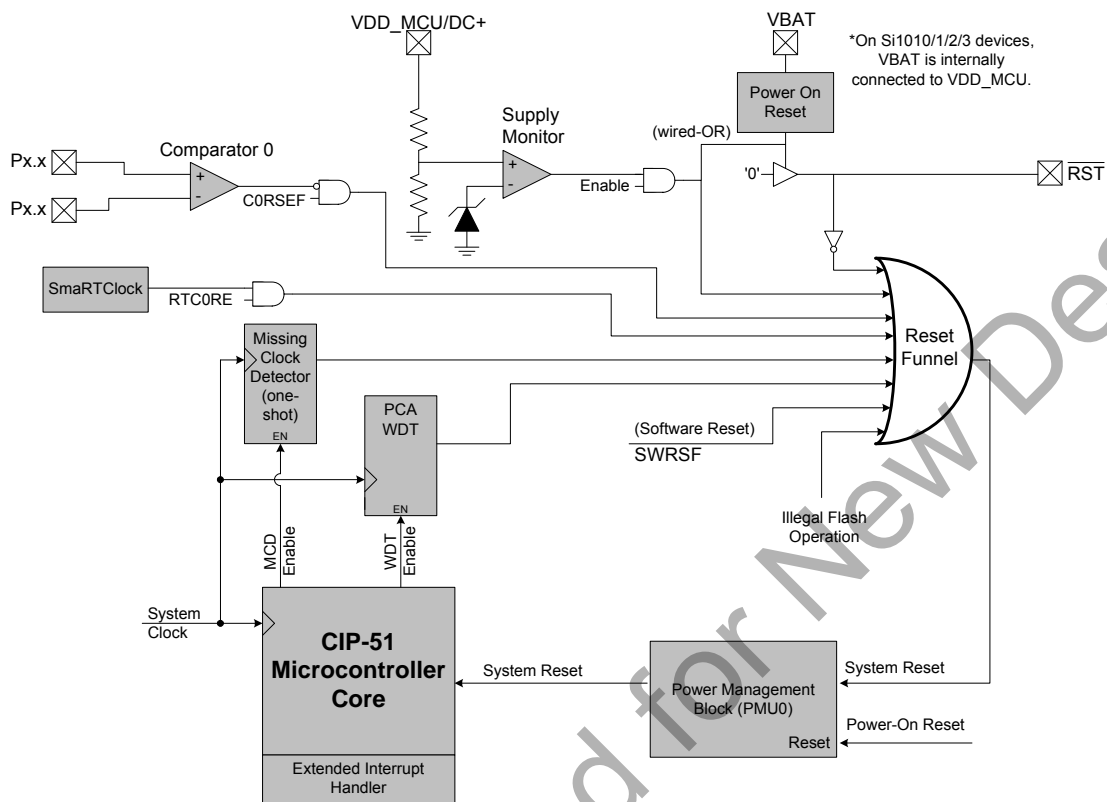 VDD_MCU/DC+
VBAT
*On Si1010/1/2/3 devices,
VBAT is internally
connected to VDD_MCU.
Power On
Reset
Supply
Monitor
(wired-OR)
Comparator 0
Px.x
+
-
Px.x
C0RSEF
+
-
Enable
'0'
RST
SmaRTClock
RTC0RE
Missing
Clock
Detector
(one-
shot)
EN
PCA
WDT
EN
Reset
Funnel
(Software Reset)
SWRSF
Illegal Flash
Operation
MCD
Enable
WDT
Enable
System
Clock
CIP-51
Microcontroller
Core
Extended Interrupt
Handler
System Reset
Power Management
Block (PMU0)
Reset
System Reset
Power-On Reset
d for New Des